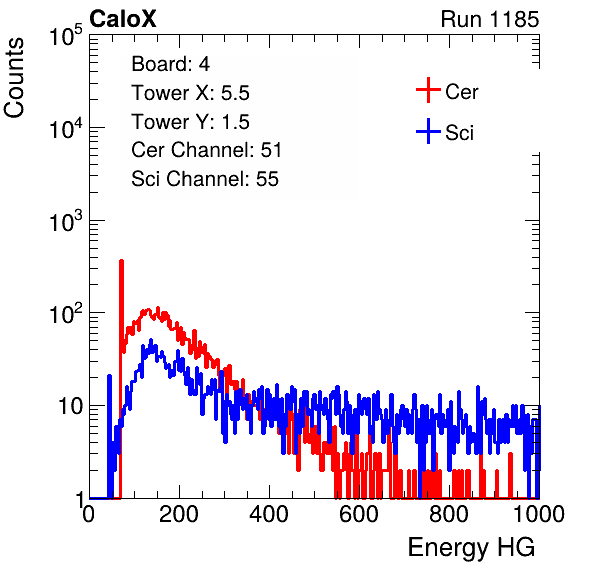 CaloX Run 1185
Counts
10^5
10^4
10^3
10^2
10
1
Board: 4
Tower X: 5.5
Tower Y: 1.5
Cer Channel: 51
Sci Channel: 55
Cer
Sci
0 200 400 600 800 1000
Energy HG